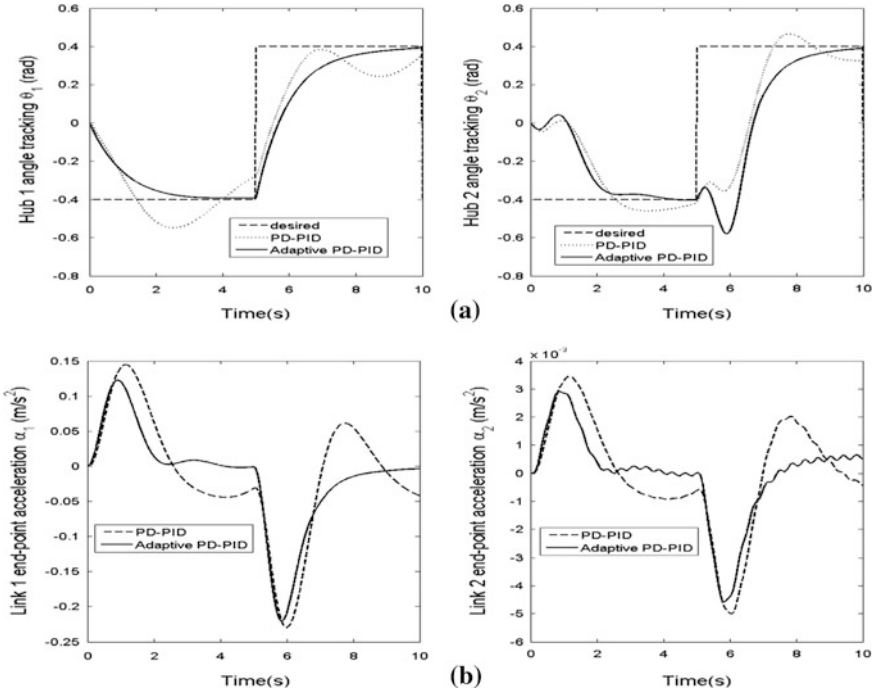 Hub 1 angle tracking θ₁ (rad)
0.8
0.6
0.4
0.2
0
-0.2
-0.4
-0.6
0.8
desired
PD-PID
Adaptive PD-PID
0 2 4 6 8 10
Time(s)
Hub 2 angle tracking θ₂ (rad)
0.6
0.4
0.2
0
-0.2
-0.4
-0.6
-0.8
desired
PD-PID
Adaptive PD-PID
0 2 4 6 8 10
Time(s)
(a)
Link 1 end-point acceleration α₁ (m/s²)
0.15
0.1
0.05
0
-0.05
-0.1
-0.15
-0.2
-0.25
PD-PID
Adaptive PD-PID
0 2 4 6 8 10
Time(s)
Link 2 end-point acceleration α₂ (m/s²)
4
3
2
1
0
-1
-2
-3
-4
-5
-6
PD-PID
Adaptive PD-PID
0 2 4 6 8 10
Time(s)
(b)